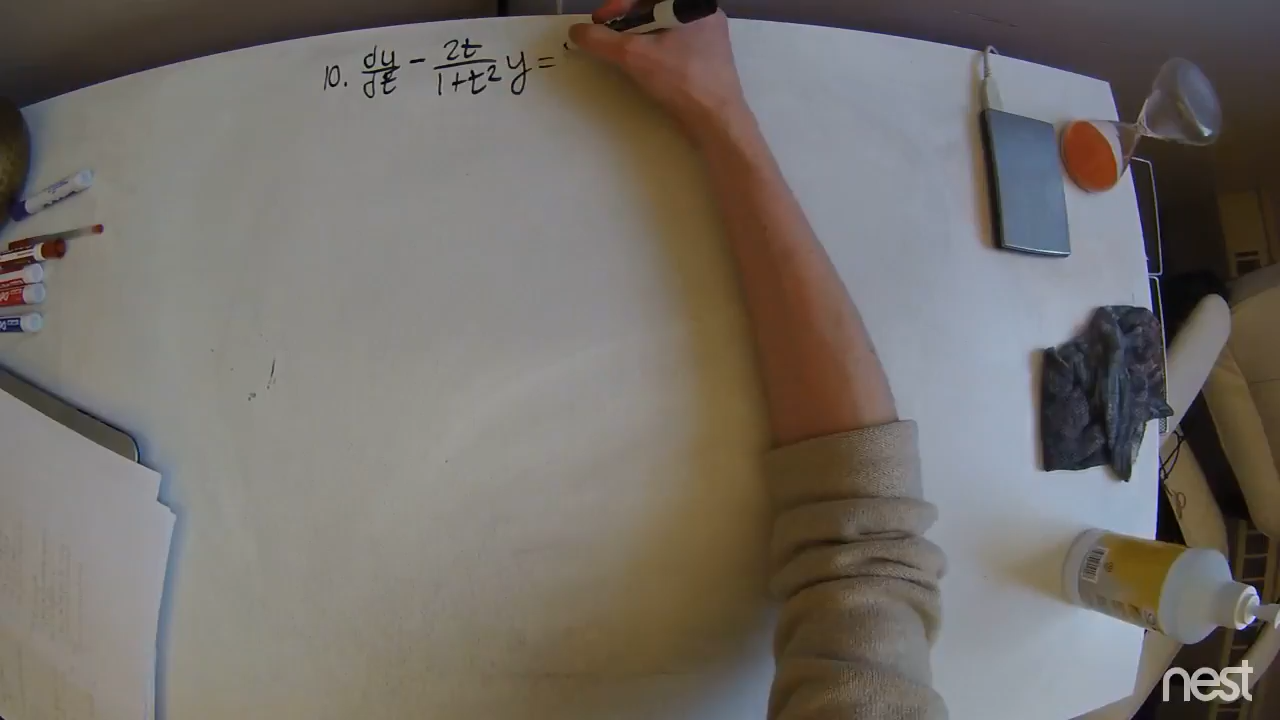 10. dy/dt - 2t/1+t² y =
nest